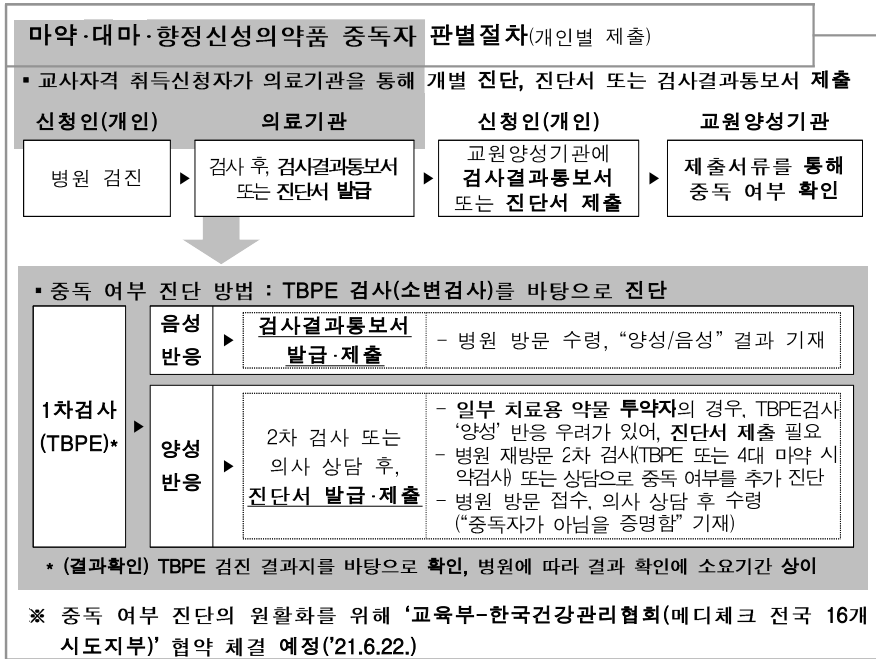 마약·대마·향정신성의약품 중독자 판별절차(개인별 제출)
▪ 교사자격 취득신청자가 의료기관을 통해 개별 진단, 진단서 또는 검사결과통보서 제출
신청인(개인)
의료기관
신청인(개인)
교원양성기관
병원 검진
▶
검사 후, 검사결과통보서
또는 진단서 발급
▶
교원양성기관에
검사결과통보서
또는 진단서 제출
▶
제출서류를 통해
중독 여부 확인
▪ 중독 여부 진단 방법 : TBPE 검사(소변검사)를 바탕으로 진단
1차검사
(TBPE)*
▶
음성
반응
▶
검사결과통보서
발급·제출
- 병원 방문 수령, “양성/음성” 결과 기재
양성
반응
▶
2차 검사 또는
의사 상담 후,
진단서 발급·제출
- 일부 치료용 약물 투약자의 경우, TBPE검사
‘양성’ 반응 우려가 있어, 진단서 제출 필요
- 병원 재방문 2차 검사(TBPE 또는 4대 마약 시
약검사) 또는 상담으로 중독 여부를 추가 진단
- 병원 방문 접수, 의사 상담 후 수령
(“중독자가 아님을 증명함” 기재)
* (결과확인) TBPE 검진 결과지를 바탕으로 확인, 병원에 따라 결과 확인에 소요기간 상이
※ 중독 여부 진단의 원활화를 위해 ‘교육부-한국건강관리협회(메디체크 전국 16개
시도지부)’ 협약 체결 예정(’21.6.22.)